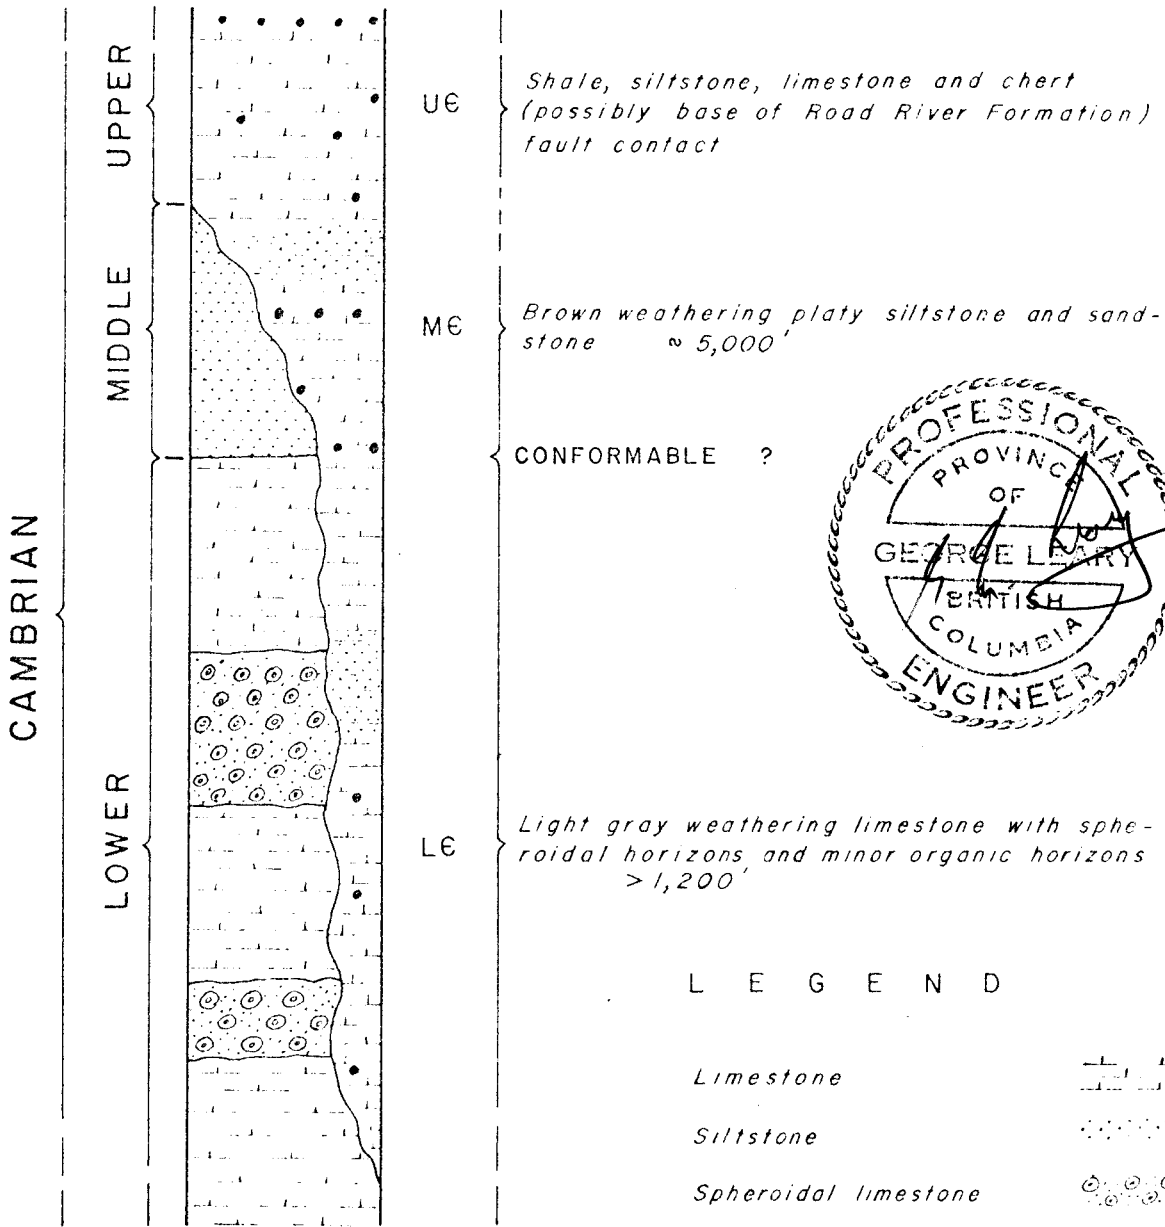 CAMBRIAN
UPPER
MIDDLE
LOWER
UЄ
Shale, siltstone, limestone and chert
(possibly base of Road River Formation)
fault contact
MЄ
Brown weathering platy siltstone and sand-
stone ≈ 5,000'
CONFORMABLE ?
PROFESSIONAL
PROVINCE
OF
GEORGE LEARY
BRITISH
COLUMBIA
ENGINEER
LЄ
Light gray weathering limestone with sphe-
roidal horizons and minor organic horizons
>1,200'
LEGEND
Limestone
Siltstone
Spheroidal limestone